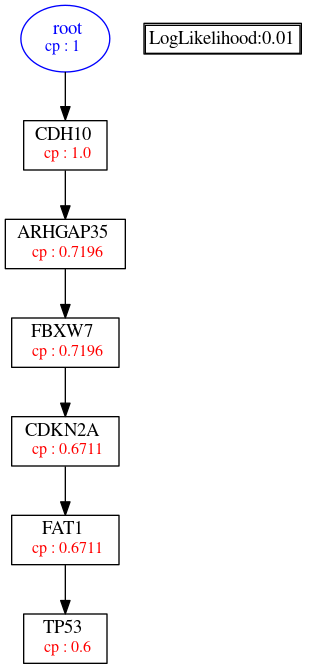 root
cp : 1
LogLikelihood:0.01
CDH10
cp : 1.0
ARHGAP35
cp : 0.7196
FBXW7
cp : 0.7196
CDKN2A
cp : 0.6711
FAT1
cp : 0.6711
TP53
cp : 0.6